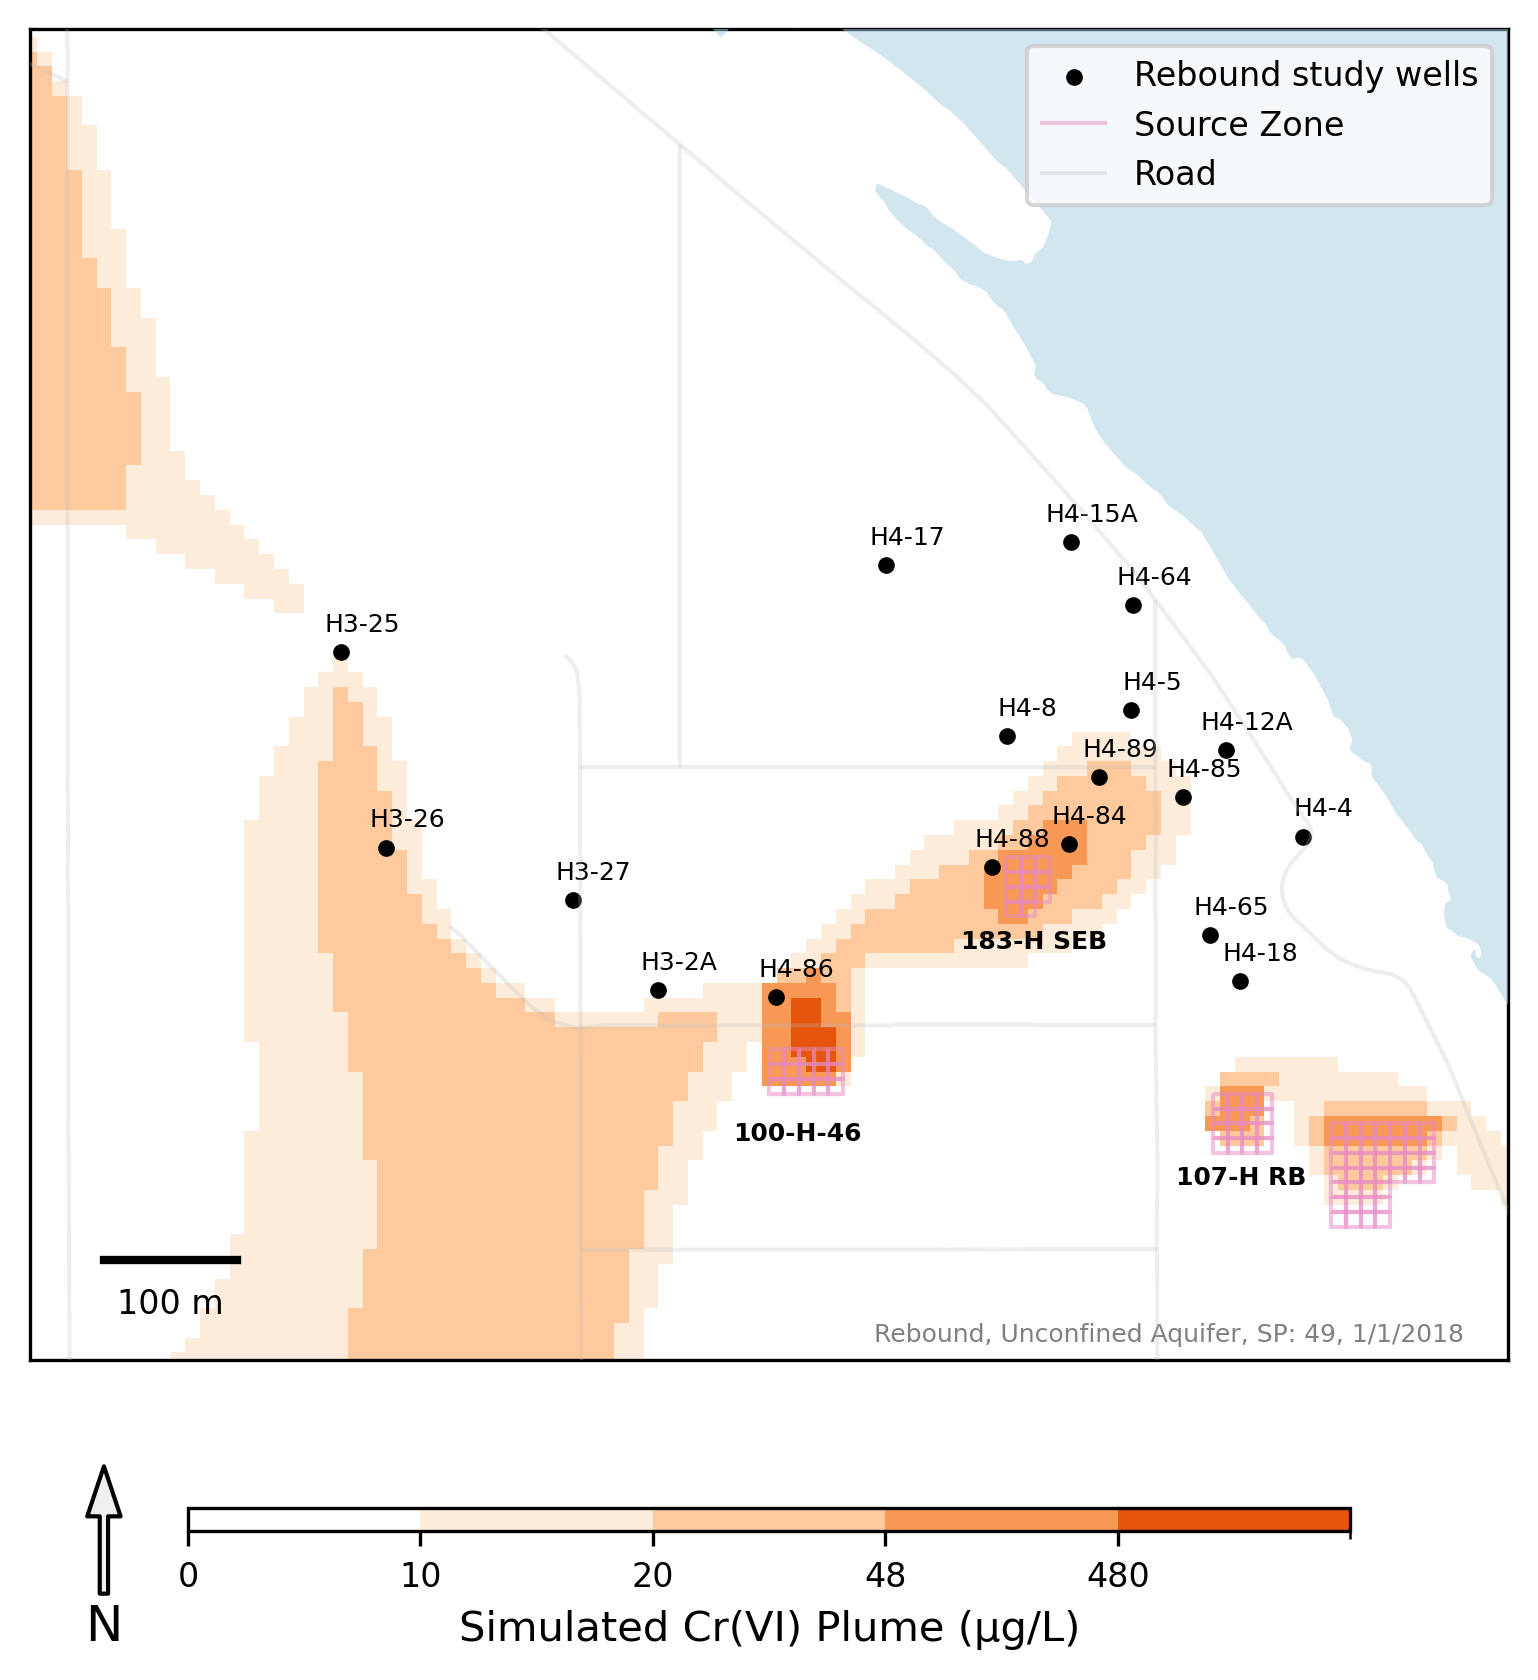 Rebound study wells
Source Zone
Road
H4-15A
H4-17
H4-64
H3-25
H4-5
H4-8
H4-12A
H4-89
H4-85
H4-4
H4-84
H3-26
H4-88
H3-27
H4-65
183-H SEB
H4-18
H3-2A
H4-86
100-H-46
107-H RB
100 m
Rebound, Unconfined Aquifer, SP: 49, 1/1/2018
0 10 20 48 480
N
Simulated Cr(VI) Plume (µg/L)